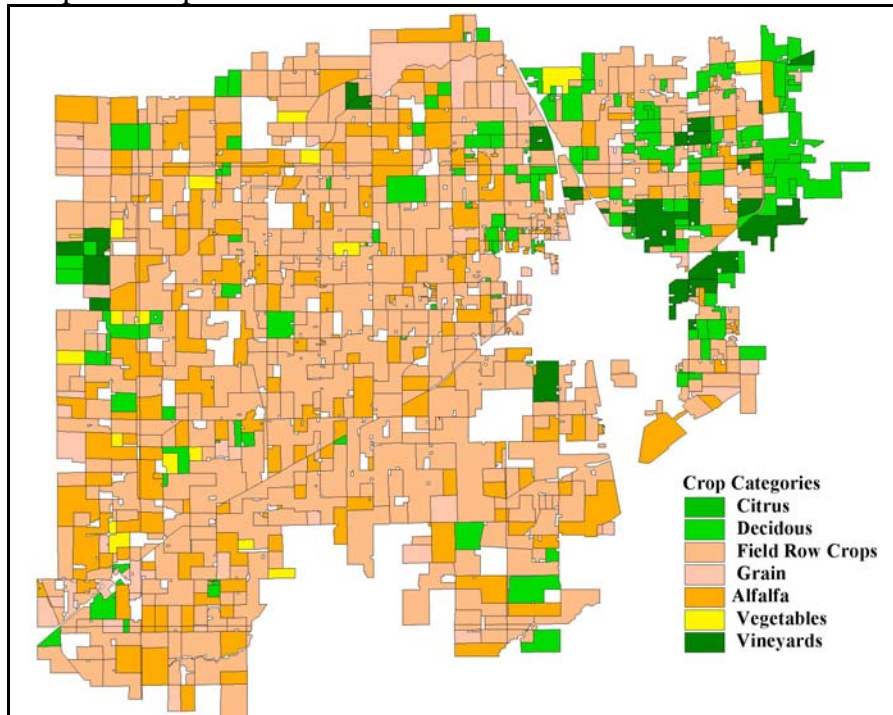 Crop Categories
Citrus
Decidous
Field Row Crops
Grain
Alfalfa
Vegetables
Vineyards